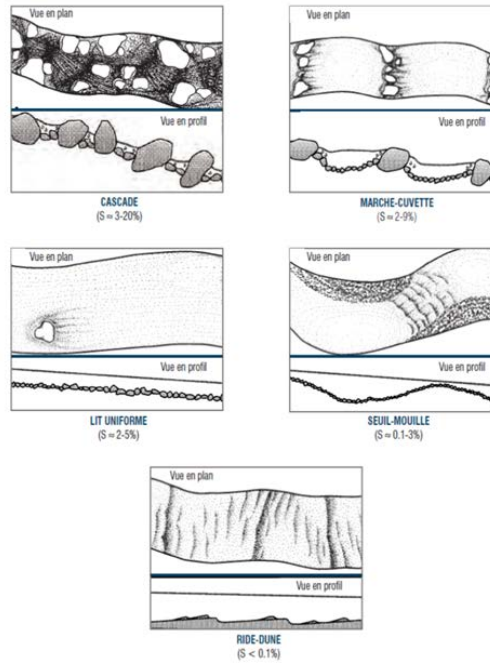 Vue en plan
Vue en profil
CASCADE
(S ≈ 3-20%)
Vue en plan
Vue en profil
MARCHE-CUVETTE
(S ≈ 2-9%)
Vue en plan
Vue en profil
LIT UNIFORME
(S ≈ 2-5%)
Vue en plan
Vue en profil
SEUIL-MOUILLE
(S ≈ 0.1-3%)
Vue en plan
Vue en profil
RIDE-DUNE
(S < 0.1%)